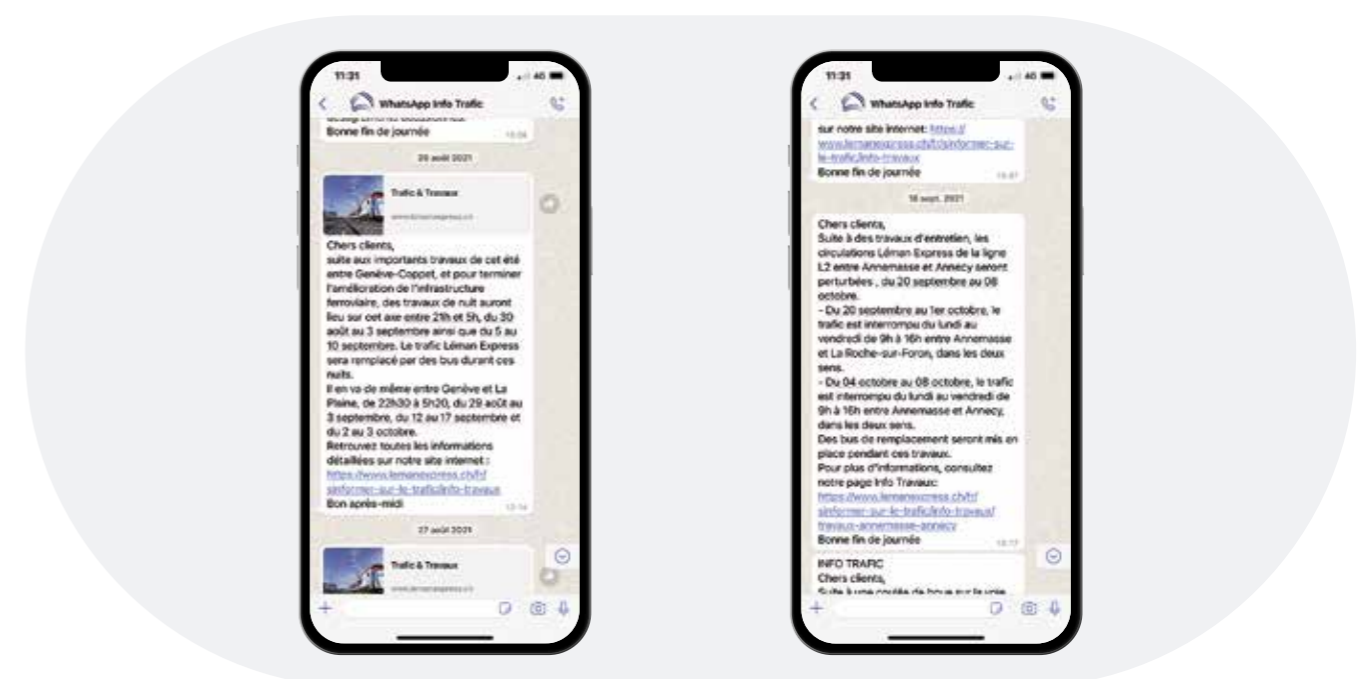 11:31
4G
WhatsApp Info Trafic
Bonne fin de journée
Trafic & Travaux
Chers clients,
suite aux importants travaux de cet été
entre Genève-Coppet, et pour terminer
l'amélioration de l'infrastructure
ferroviaire, des travaux de nuit auront
lieu sur cet axe entre 21h et 5h, du 30
août au 3 septembre ainsi que du 5 au
10 septembre. Le trafic Léman Express
sera remplacé par des bus durant ces
nuits.
Il en va de même entre Genève et La
Plaine, de 22h30 à 5h20, du 29 août au
3 septembre, du 12 au 17 septembre et
du 2 au 3 octobre.
Retrouvez toutes les informations
détaillées sur notre site internet :
https://www.lemanexpress.ch/fr/
sinformer-sur-le-trafic/info-travaux
Bon après-midi
27 août 2021
Trafic & Travaux
11:31
4G
WhatsApp Info Trafic
sur notre site internet: https://
www.lemanexpress.ch/fr/sinformer-sur-
le-trafic/info-travaux
Bonne fin de journée
sept. 2021
Chers clients,
Suite à des travaux d'entretien, les
circulations Léman Express de la ligne
L2 entre Annemasse et Annecy seront
perturbées , du 20 septembre au 08
octobre.
- Du 20 septembre au 1er octobre, le
trafic est interrompu du lundi au
vendredi de 9h à 16h entre Annemasse
et La Roche-sur-Foron, dans les deux
sens.
- Du 04 octobre au 08 octobre, le trafic
est interrompu du lundi au vendredi de
9h à 16h entre Annemasse et Annecy,
dans les deux sens.
Des bus de remplacement seront mis en
place pendant ces travaux.
Pour plus d'informations, consultez
notre page Info Travaux:
https://www.lemanexpress.ch/fr/
sinformer-sur-le-trafic/info-travaux/
travaux-annemasse-annecy
Bonne fin de journée
INFO TRAFIC
Chers clients,
Suite à une coulée de boue sur la voie